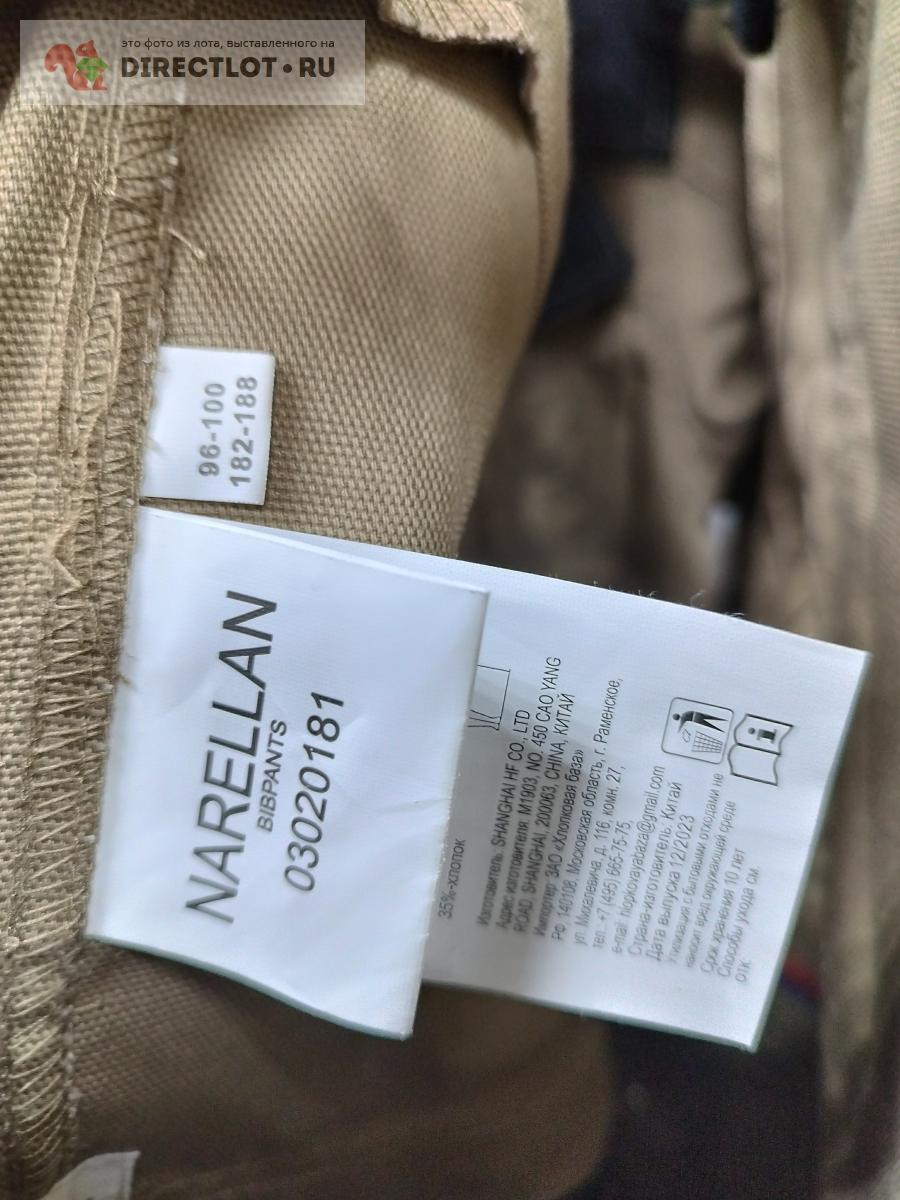 это фото из лота, выставленного на
DIRECTLOT•RU
96-100
182-188
NARELLAN
BIBPANTS
03020181
35%-хлопок
Изготовитель: SHANGHAI HF CO., LTD
Адрес изготовителя: M1903, NO. 450 CAO YANG
ROAD, SHANGHAI, 200063, CHINA, КИТАЙ
Импортер: ЗАО «Хлопковая база»
РФ, 140108, Московская область, г. Раменское,
ул. Михалевича, д. 116, комн. 27,
тел. +7 (495) 665-75-75,
e-mail: hlopkovayabaza@gmail.com
Страна-изготовитель: Китай
Дата выпуска 12/2023
Утилизация с бытовыми отходами не
наносит вред окружающей среде
Срок хранения 10 лет
Способы ухода см.
ОТК